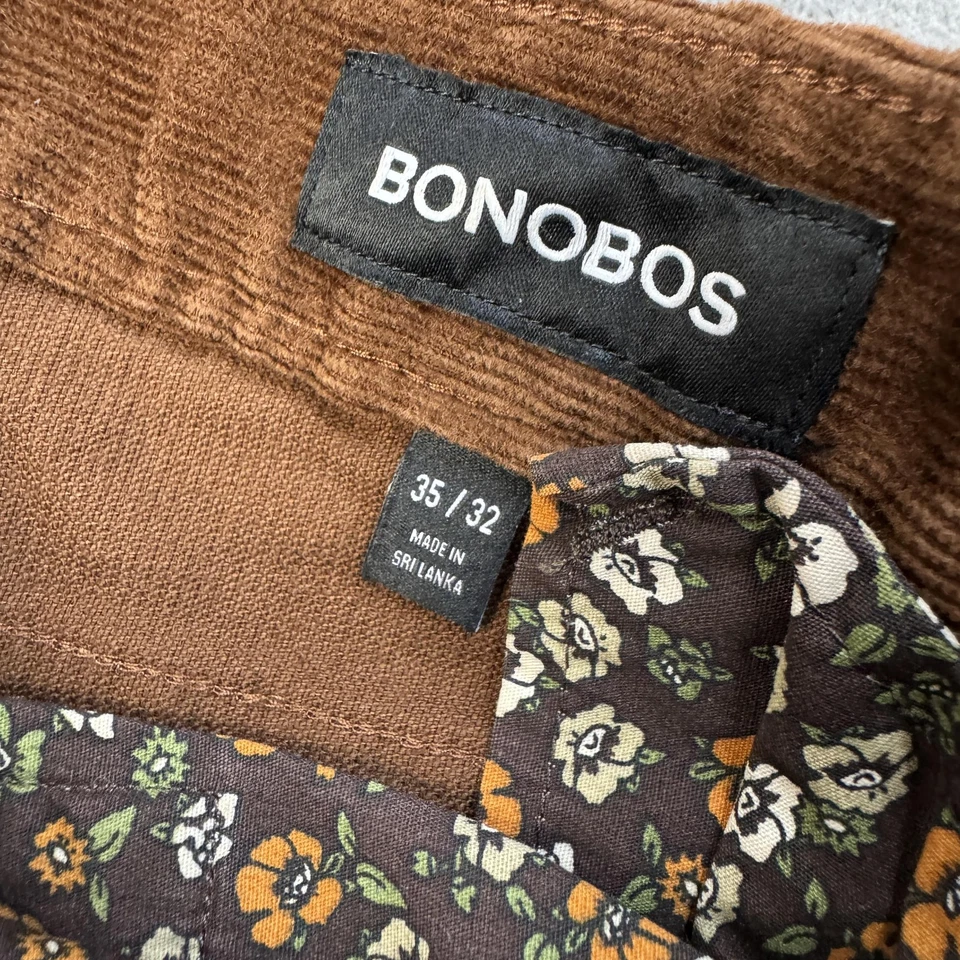 BONOBOS
35 / 32
MADE IN
SRI LANKA